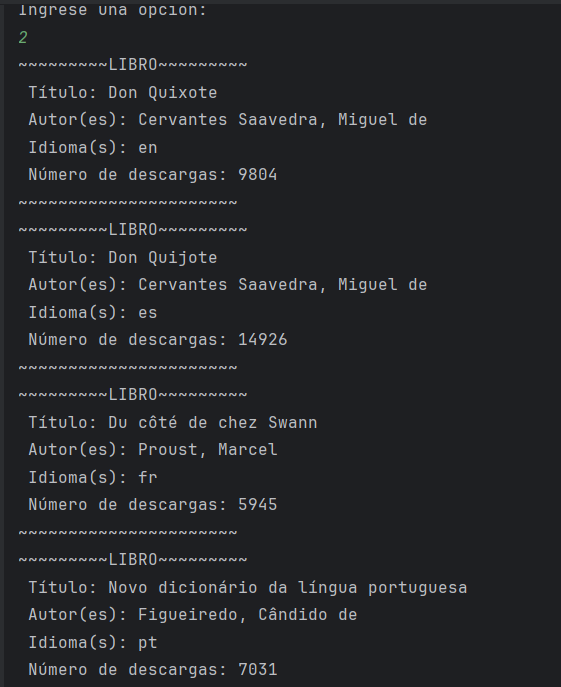 Ingrese una opción:
2
~~~~~~~~~LIBRO~~~~~~~~~
Título: Don Quixote
Autor(es): Cervantes Saavedra, Miguel de
Idioma(s): en
Número de descargas: 9804
~~~~~~~~~~~~~~~~~~~~~~
~~~~~~~~~LIBRO~~~~~~~~~
Título: Don Quijote
Autor(es): Cervantes Saavedra, Miguel de
Idioma(s): es
Número de descargas: 14926
~~~~~~~~~~~~~~~~~~~~~~
~~~~~~~~~LIBRO~~~~~~~~~
Título: Du côté de chez Swann
Autor(es): Proust, Marcel
Idioma(s): fr
Número de descargas: 5945
~~~~~~~~~~~~~~~~~~~~~~
~~~~~~~~~LIBRO~~~~~~~~~
Título: Novo dicionário da língua portuguesa
Autor(es): Figueiredo, Cândido de
Idioma(s): pt
Número de descargas: 7031